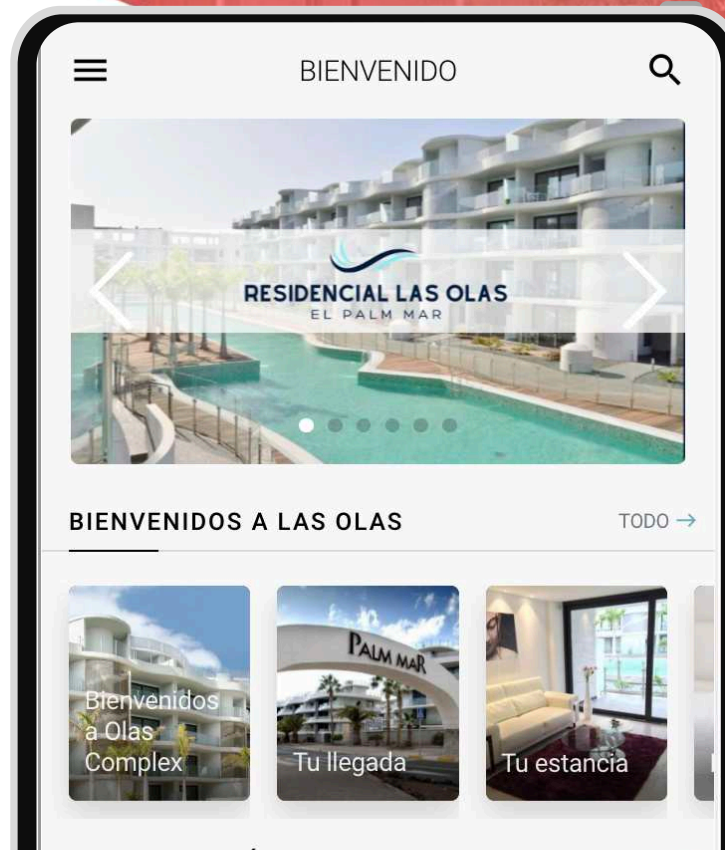 BIENVENIDO
RESIDENCIAL LAS OLAS
EL PALM MAR
BIENVENIDOS A LAS OLAS
TODO →
Bienvenidos
a Olas
Complex
PALM MAR
Tu llegada
Tu estancia